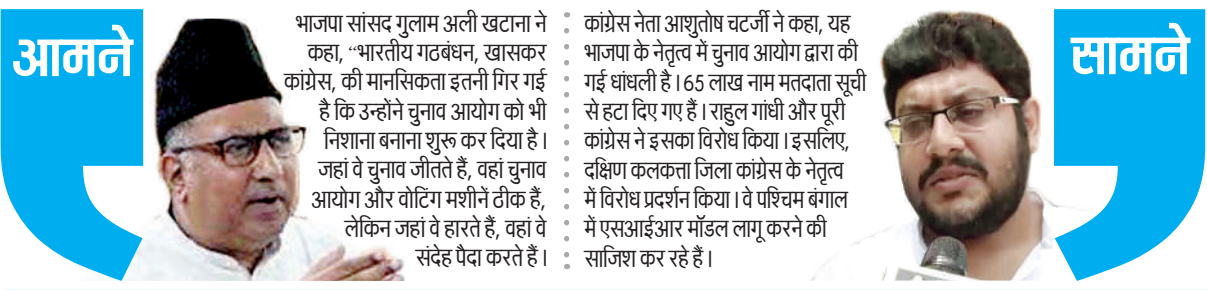 आमने
भाजपा सांसद गुलाम अली खटाना ने
कहा, “भारतीय गठबंधन, खासकर
कांग्रेस, की मानसिकता इतनी गिर गई
है कि उन्होंने चुनाव आयोग को भी
निशाना बनाना शुरू कर दिया है।
जहां वे चुनाव जीतते हैं, वहां चुनाव
आयोग और वोटिंग मशीनें ठीक हैं,
लेकिन जहां वे हारते हैं, वहां वे
संदेह पैदा करते हैं।
कांग्रेस नेता आशुतोष चटर्जी ने कहा, यह
भाजपा के नेतृत्व में चुनाव आयोग द्वारा की
गई धांधली है।65 लाख नाम मतदाता सूची
से हटा दिए गए हैं। राहुल गांधी और पूरी
कांग्रेस ने इसका विरोध किया। इसलिए,
दक्षिण कलकत्ता जिला कांग्रेस के नेतृत्व
में विरोध प्रदर्शन किया। वे पश्चिम बंगाल
में एसआईआर मॉडल लागू करने की
साजिश कर रहे हैं।
सामने